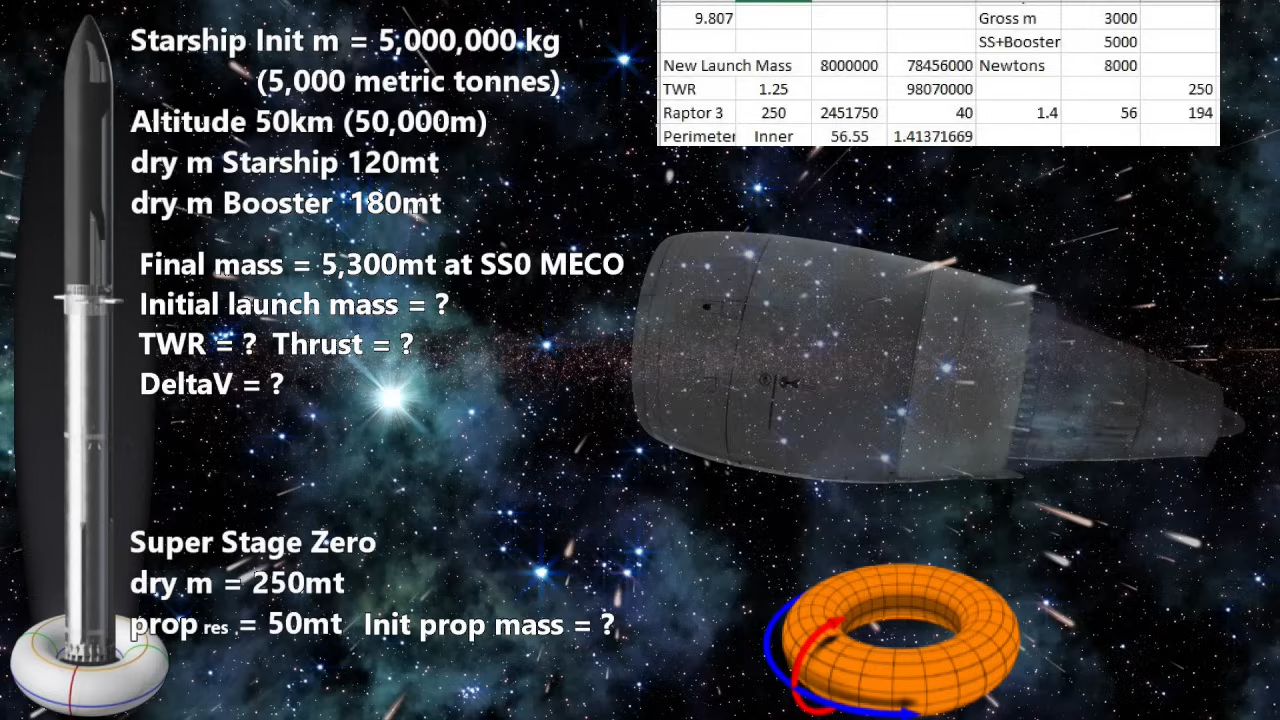 Starship Init m = 5,000,000 kg
(5,000 metric tonnes)
Altitude 50km (50,000m)
dry m Starship 120mt
dry m Booster 180mt
Final mass = 5,300mt at SS0 MECO
Initial launch mass = ?
TWR = ? Thrust = ?
DeltaV = ?
Super Stage Zero
dry m = 250mt
prop res = 50mt Init prop mass = ?
9.807 Gross m 3000
SS+Booster 5000
New Launch Mass 8000000 78456000 Newtons 8000
TWR 1.25 98070000 250
Raptor 3 250 2451750 40 1.4 56 194
Perimeter Inner 56.55 1.41371669